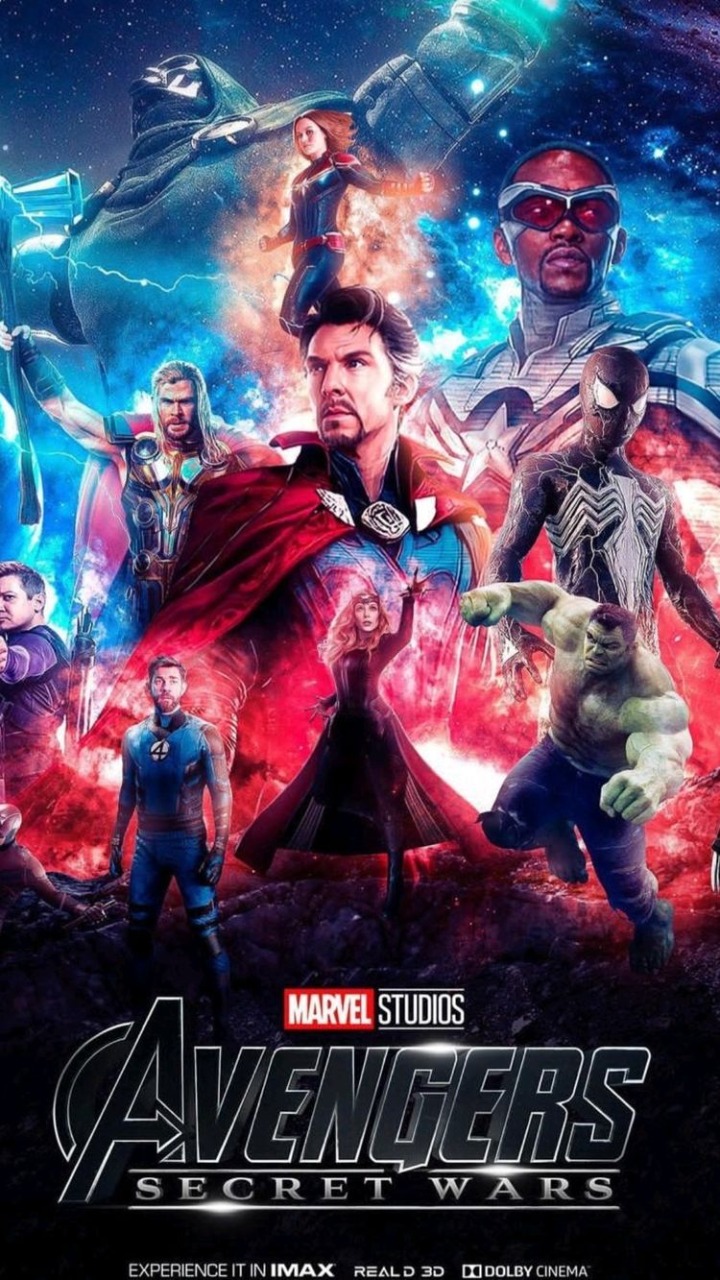 MARVEL STUDIOS
AVENGERS
SECRET WARS
EXPERIENCE IT IN IMAX REAL D 3D DOLBY CINEMA